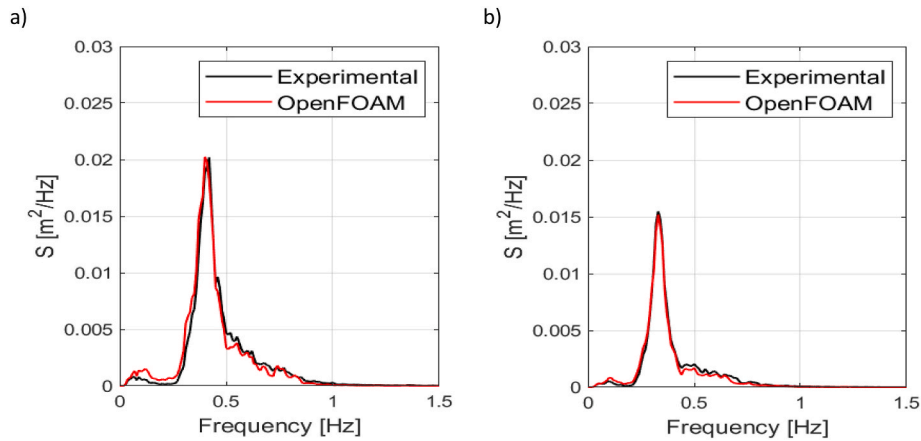 a)
0.03
0.025
0.02
0.015
0.01
0.005
0
S [m²/Hz]
Experimental
OpenFOAM
0
0.5
1
1.5
Frequency [Hz]
b)
0.03
0.025
0.02
0.015
0.01
0.005
0
S [m²/Hz]
Experimental
OpenFOAM
0
0.5
1
1.5
Frequency [Hz]